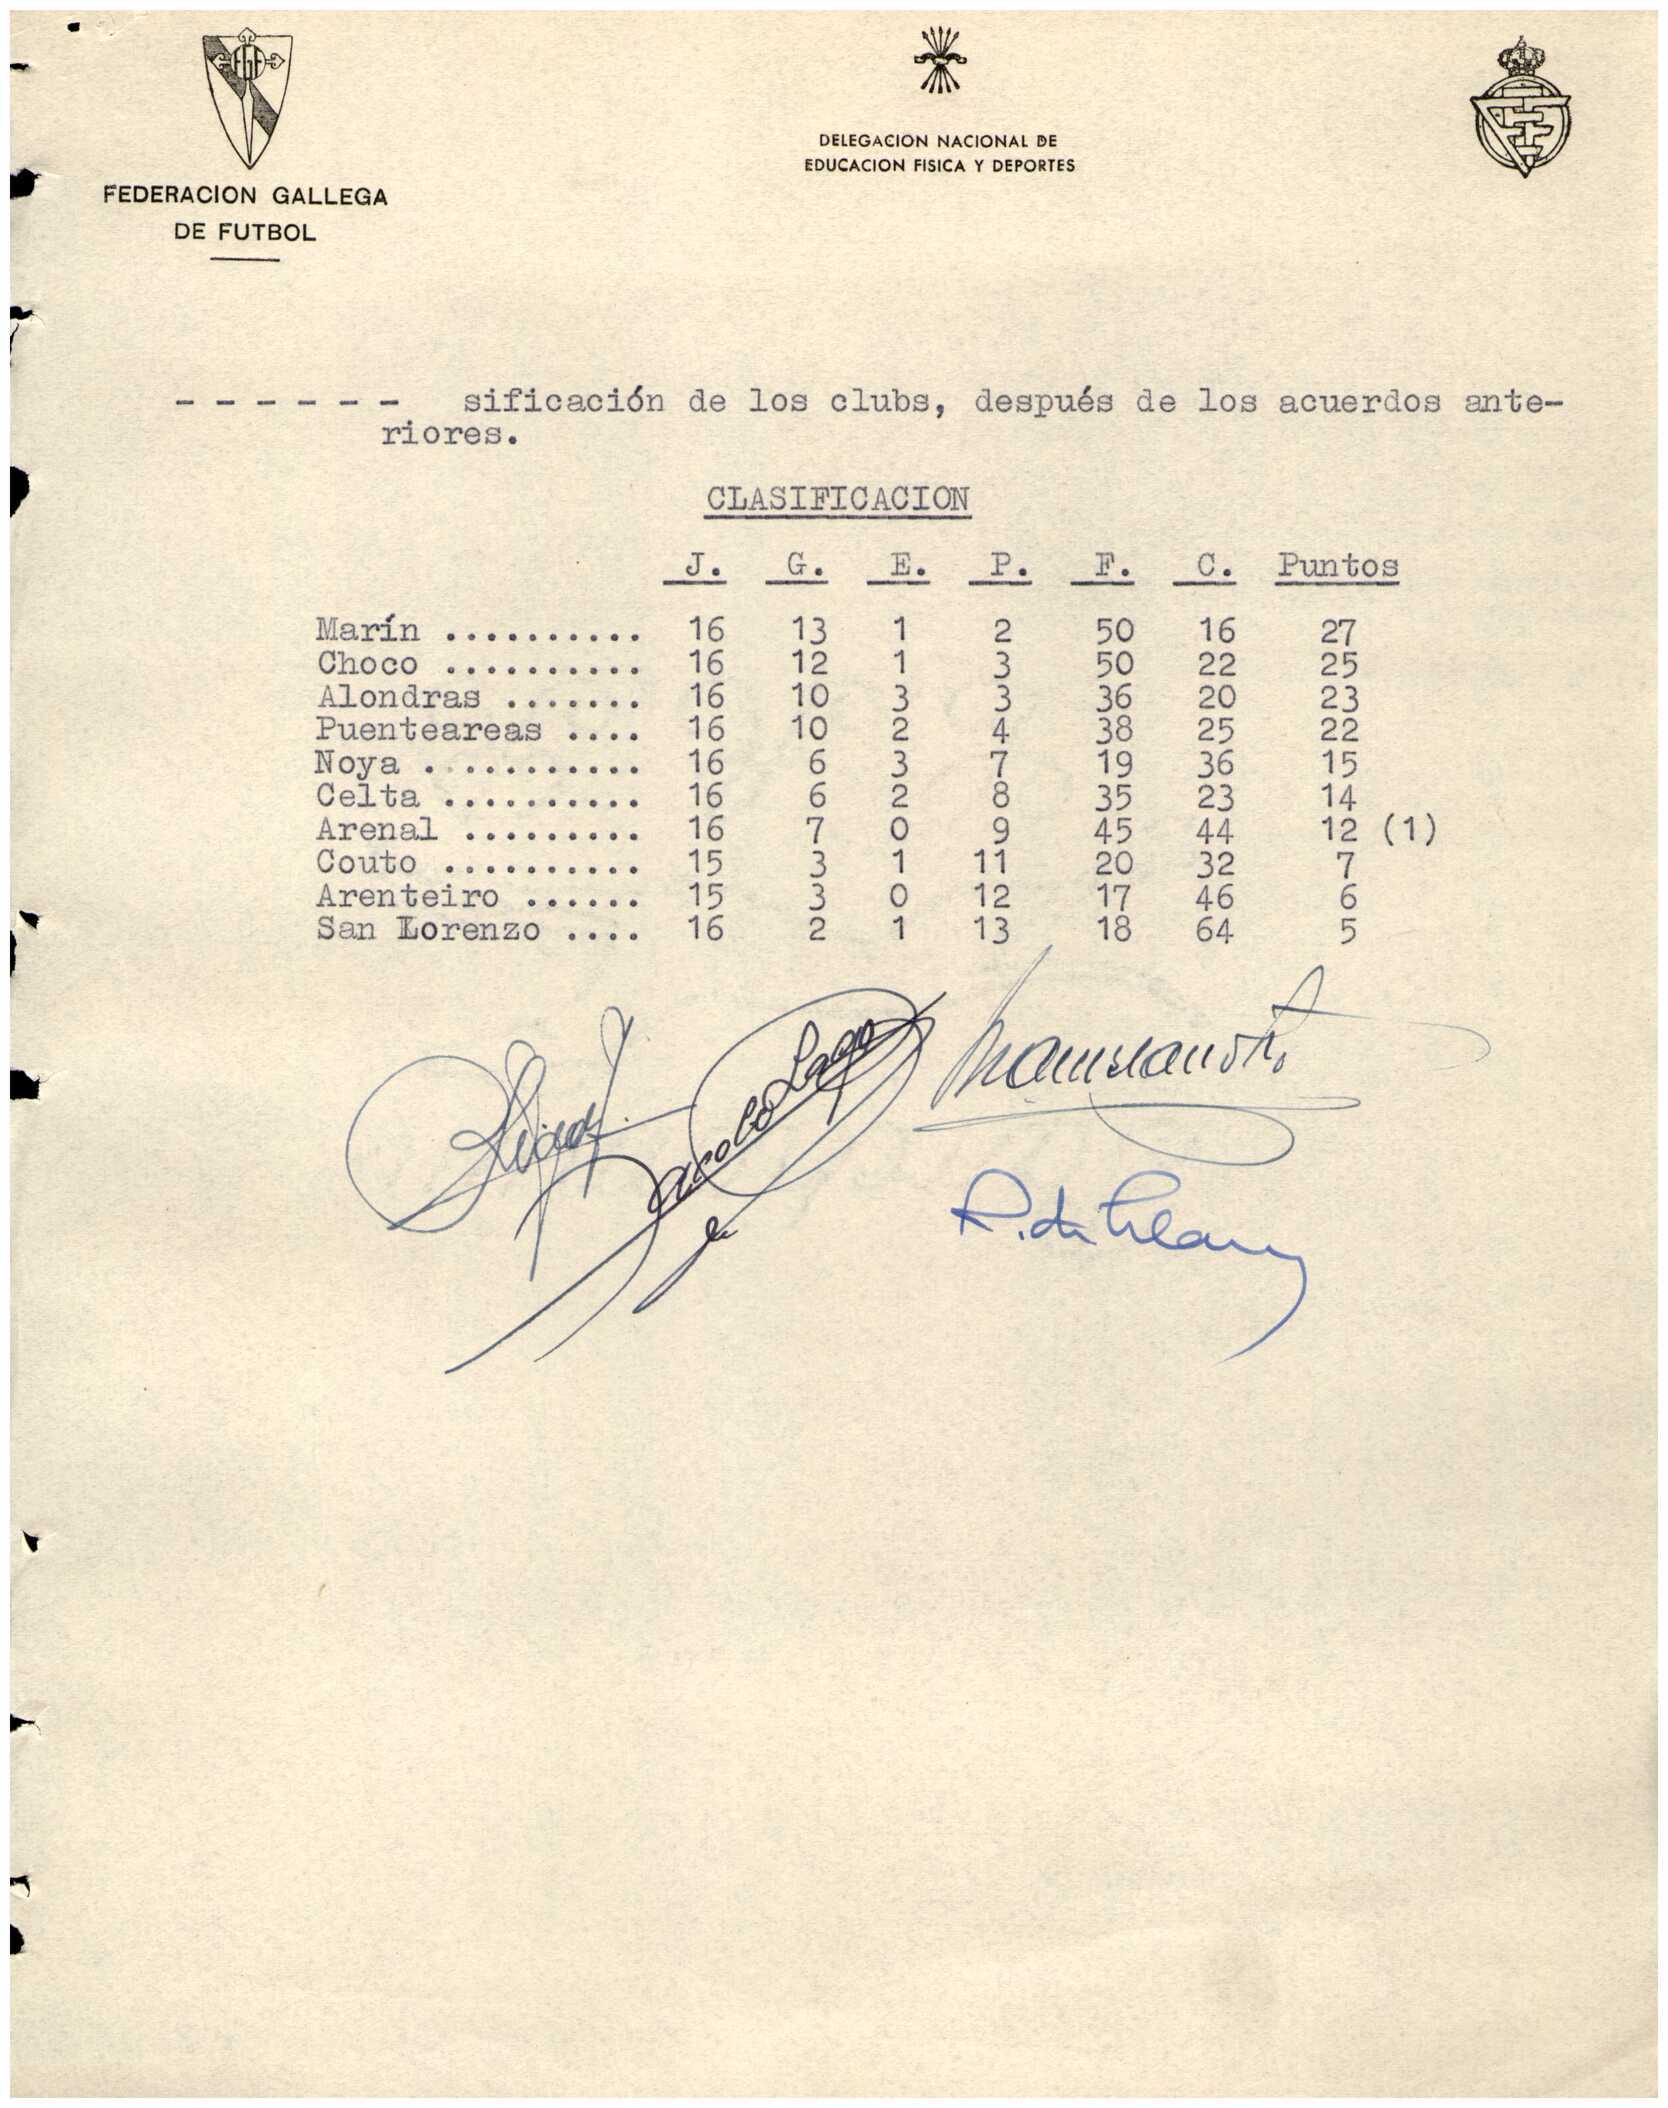 FGF
FEDERACION GALLEGA
DE FUTBOL
DELEGACION NACIONAL DE
EDUCACION FISICA Y DEPORTES
- - - - - - sificación de los clubs, después de los acuerdos ante-
riores.
CLASIFICACION
J. G. E. P. F. C. Puntos
Marín .......... 16 13 1 2 50 16 27
Choco .......... 16 12 1 3 50 22 25
Alondras ....... 16 10 3 3 36 20 23
Puenteareas .... 16 10 2 4 38 25 22
Noya ........... 16 6 3 7 19 36 15
Celta .......... 16 6 2 8 35 23 14
Arenal ......... 16 7 0 9 45 44 12 (1)
Couto .......... 15 3 1 11 20 32 7
Arenteiro ...... 15 3 0 12 17 46 6
San Lorenzo .... 16 2 1 13 18 64 5
Jacobo Lago